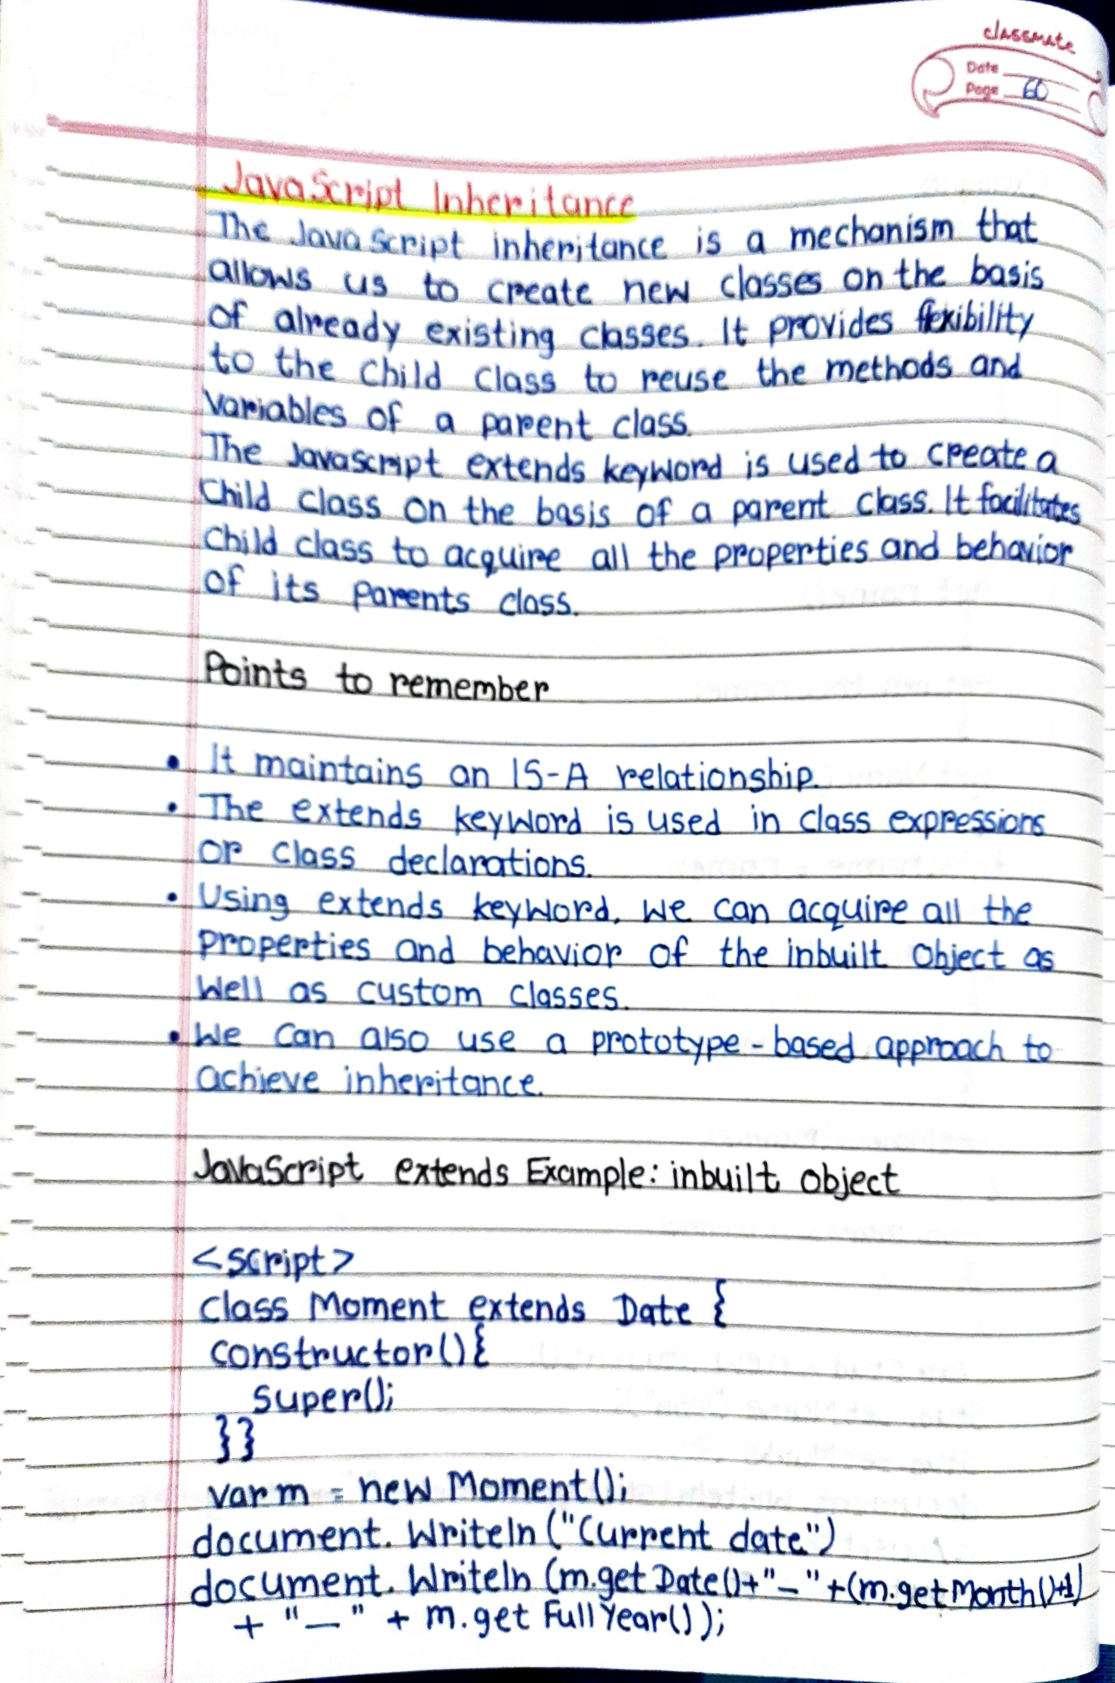 classmate
Date
Page 60
JavaScript Inheritance
The JavaScript inheritance is a mechanism that
allows us to create new classes on the basis
of already existing classes. It provides flexibility
to the child class to reuse the methods and
variables of a parent class.
The Javascript extends keyword is used to create a
child class on the basis of a parent class. It facilitates
child class to acquire all the properties and behavior
of its parents class.
Points to remember
• It maintains an IS-A relationship.
• The extends keyword is used in class expressions
or class declarations.
• Using extends keyword, we can acquire all the
properties and behavior of the inbuilt object as
well as custom classes.
• We can also use a prototype-based approach to
achieve inheritance.
JavaScript extends Example: inbuilt object
<script>
class Moment extends Date {
constructor(){
super();
}}
var m = new Moment();
document.writeln("Current date")
document.writeln(m.getDate()+"-"+(m.getMonth()+1)
+ "-" + m.getFullYear());